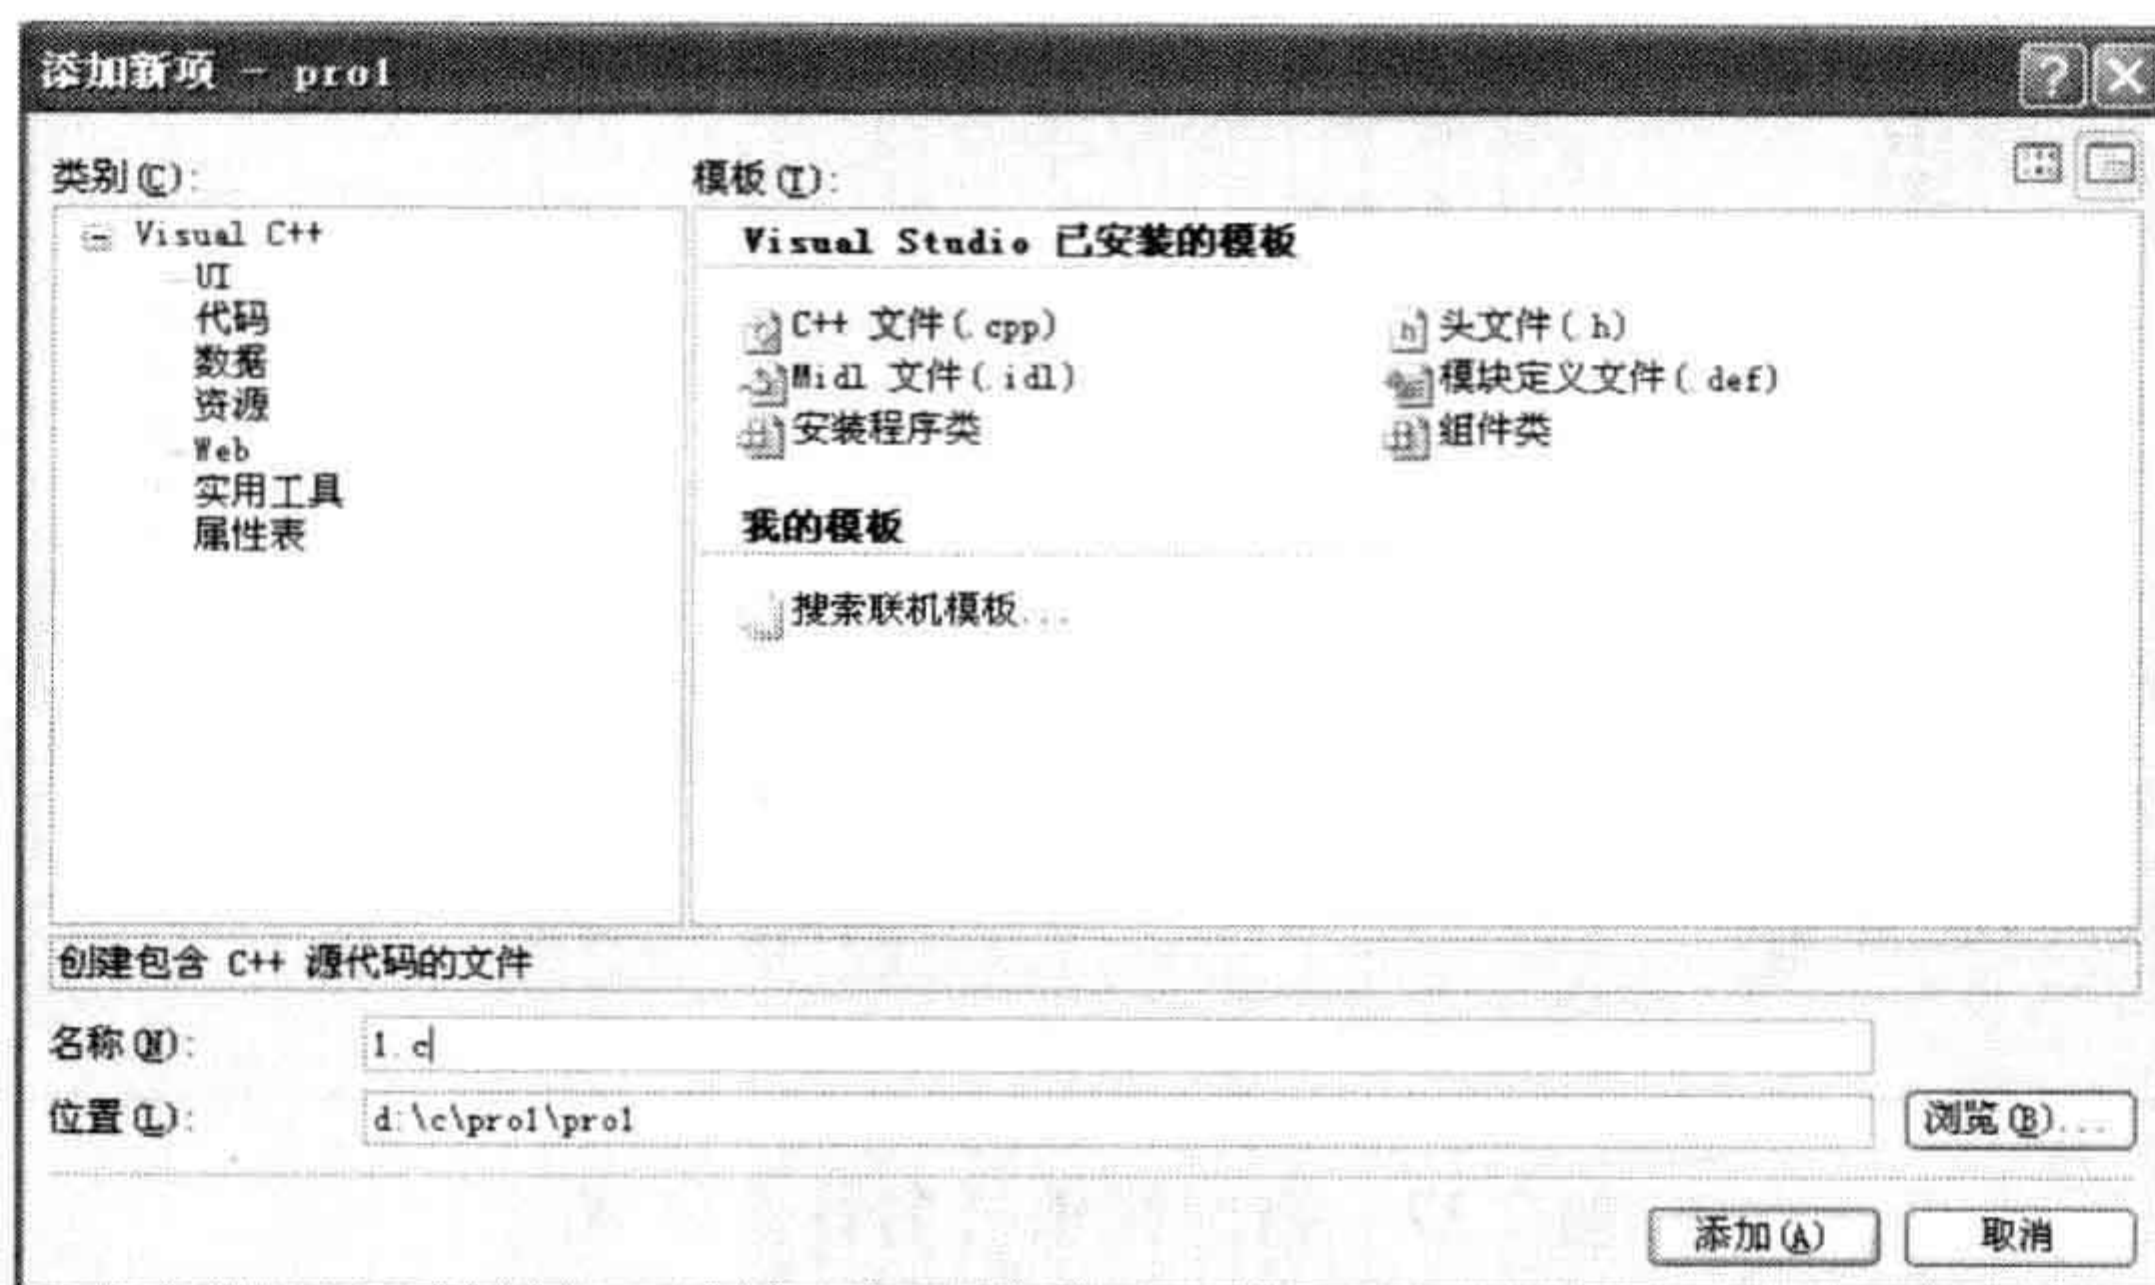 添加新项 - pro1
类别(C):
Visual C++
UI
代码
数据
资源
Web
实用工具
属性表
模板(T):
Visual Studio 已安装的模板
C++ 文件(.cpp)
头文件(.h)
Midl 文件(.idl)
模块定义文件(.def)
安装程序类
组件类
我的模板
搜索联机模板...
创建包含 C++ 源代码的文件
名称(N):
1.c
位置(L):
d:\c\pro1\pro1
浏览(B)...
添加(A)
取消